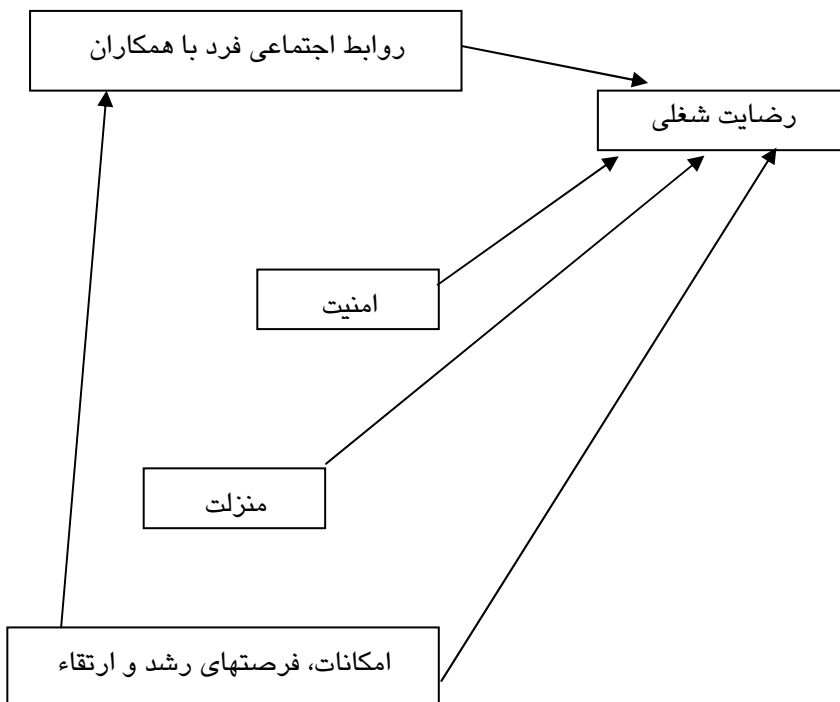 روابط اجتماعی فرد با همکاران
رضایت شغلی
امنیت
منزلت
امکانات، فرصتهای رشد و ارتقاء